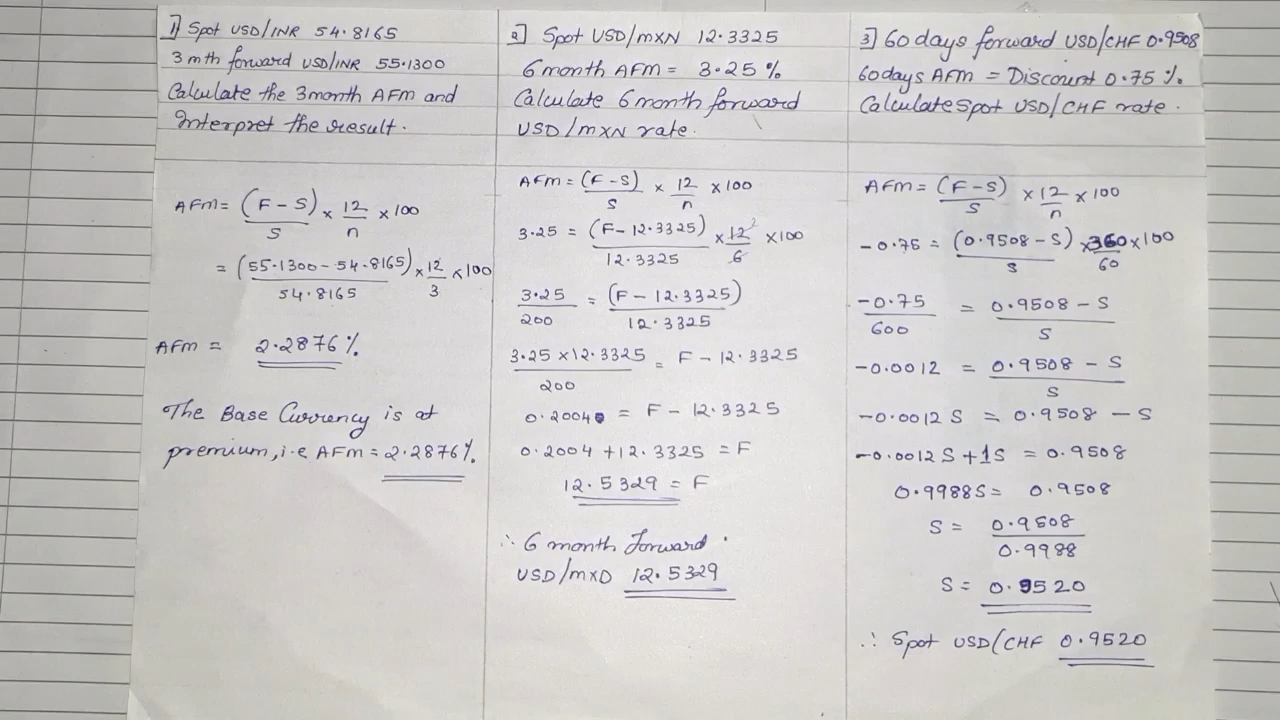 1] Spot USD/INR 54.8165
3 mth forward USD/INR 55.1300
Calculate the 3month AFM and
Interpret the result.
AFM = (F - S) / S × 12 / n × 100
= (55.1300 - 54.8165) / 54.8165 × 12 / 3 × 100
AFM = 2.2876 %
The Base Currency is at
premium, i.e AFM = 2.2876%.
2] Spot USD/MXN 12.3325
6 month AFM = 3.25 %
Calculate 6 month forward
USD/MXN rate.
AFM = (F - S) / S × 12 / n × 100
3.25 = (F - 12.3325) / 12.3325 × 12 2 / 6 × 100
3.25 / 200 = (F - 12.3325) / 12.3325
3.25 × 12.3325 / 200 = F - 12.3325
0.2004 = F - 12.3325
0.2004 + 12.3325 = F
12.5329 = F
∴ 6 month forward
USD/MXD 12.5329
3] 60 days forward USD/CHF 0.9508
60 days AFM = Discount 0.75 %.
Calculate Spot USD/CHF rate.
AFM = (F - S) / S × 12 / n × 100
-0.75 = (0.9508 - S) / S × 360 / 60 × 100
-0.75 / 600 = 0.9508 - S / S
-0.0012 = 0.9508 - S / S
-0.0012 S = 0.9508 - S
-0.0012 S + 1S = 0.9508
0.9988S = 0.9508
S = 0.9508 / 0.9988
S = 0.9520
∴ Spot USD/CHF 0.9520